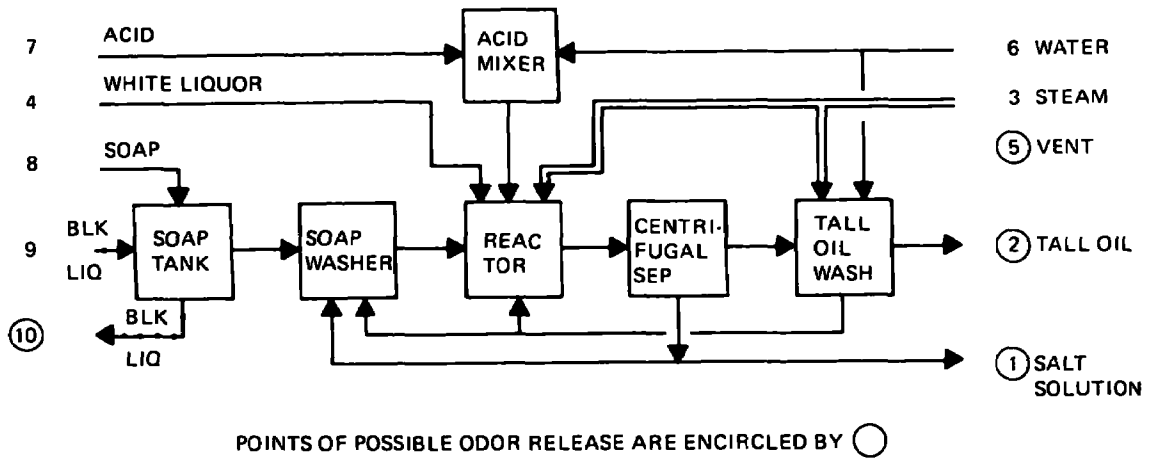 7 ACID
ACID
MIXER
6 WATER
4 WHITE LIQUOR
3 STEAM
8 SOAP
5 VENT
9 BLK
LIQ
SOAP
TANK
SOAP
WASHER
REAC
TOR
CENTRI-
FUGAL
SEP
TALL
OIL
WASH
2 TALL OIL
10 BLK
LIQ
1 SALT
SOLUTION
POINTS OF POSSIBLE ODOR RELEASE ARE ENCIRCLED BY